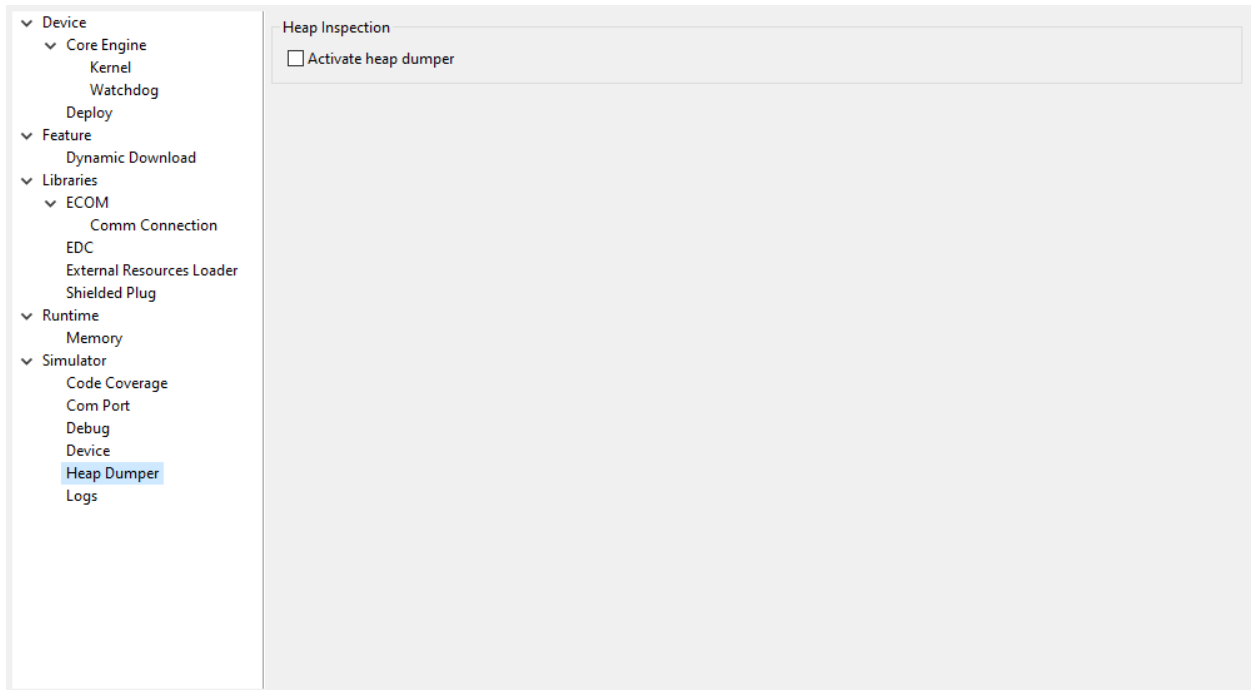 Device
Core Engine
Kernel
Watchdog
Deploy
Feature
Dynamic Download
Libraries
ECOM
Comm Connection
EDC
External Resources Loader
Shielded Plug
Runtime
Memory
Simulator
Code Coverage
Com Port
Debug
Device
Heap Dumper
Logs
Heap Inspection
Activate heap dumper